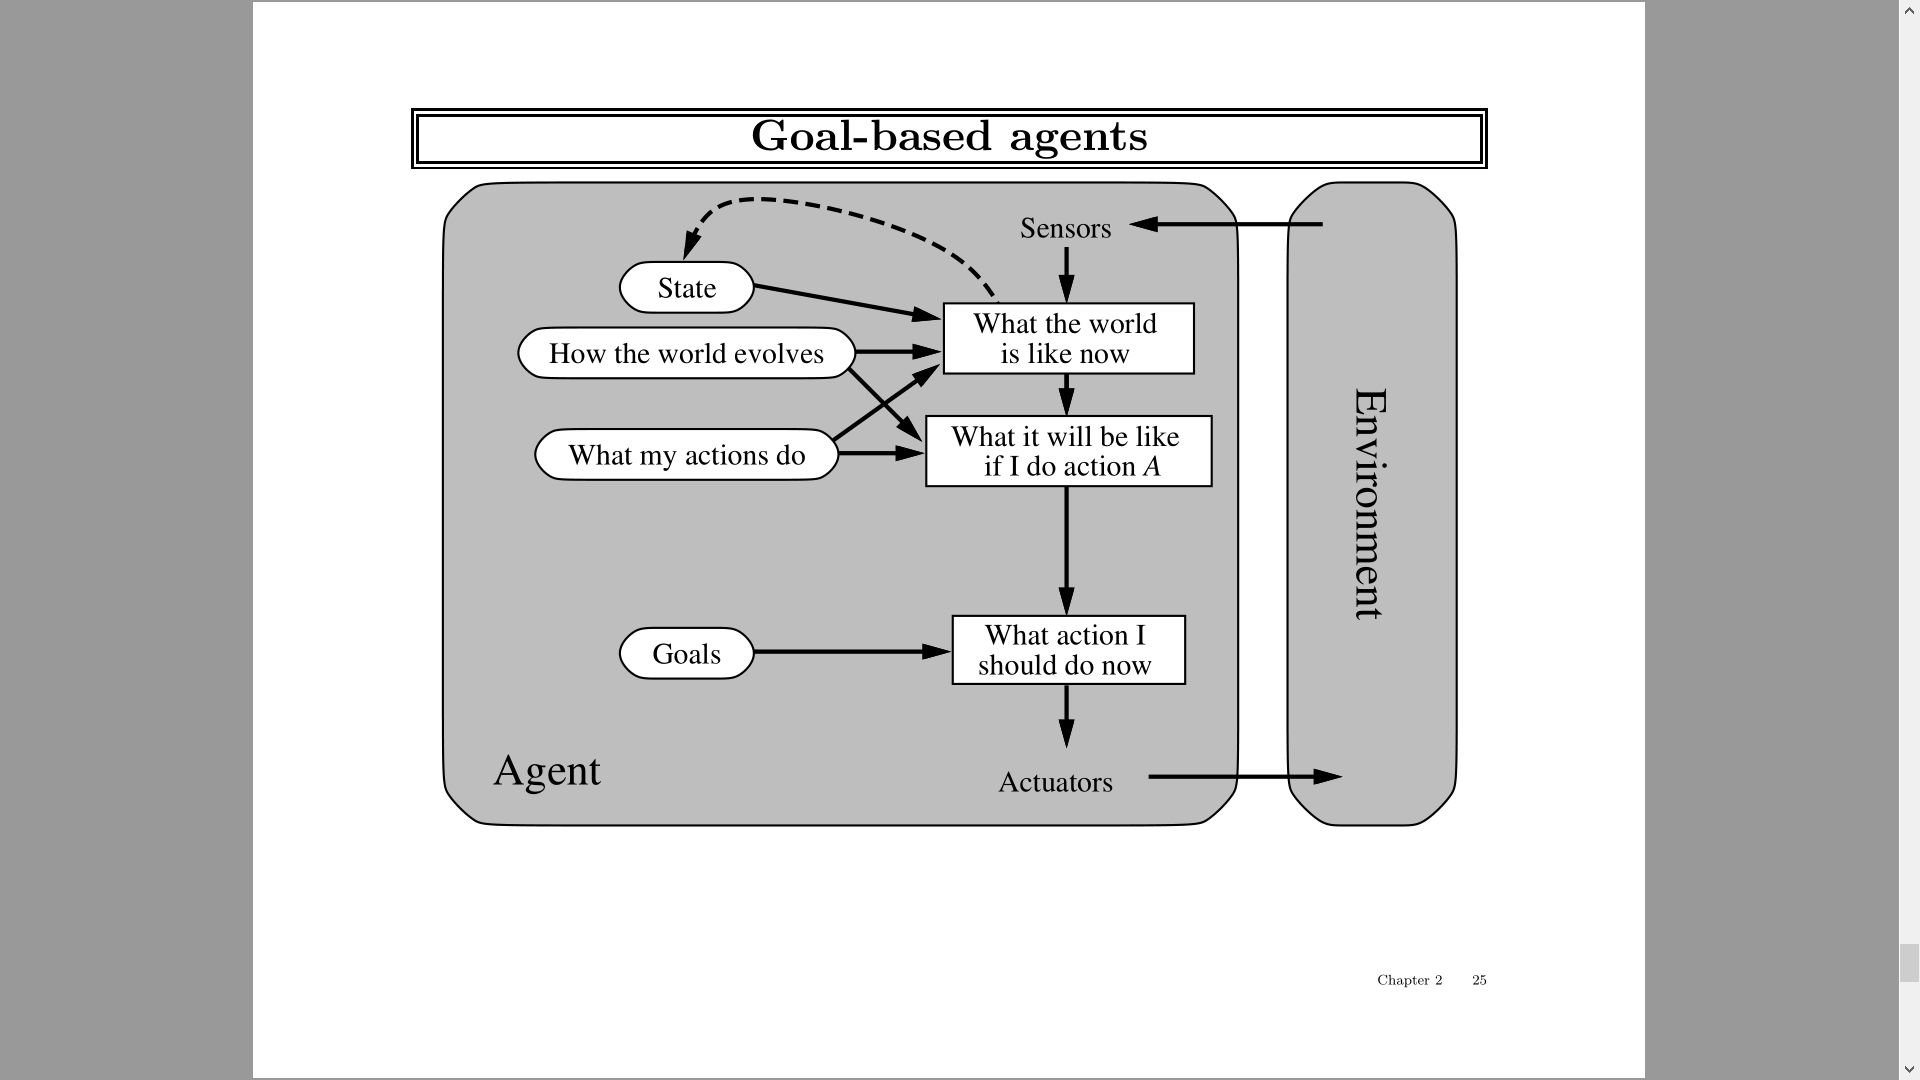 Goal-based agents
Sensors
State
What the world
is like now
How the world evolves
What it will be like
if I do action A
What my actions do
Environment
What action I
should do now
Goals
Agent
Actuators
Chapter 2 25